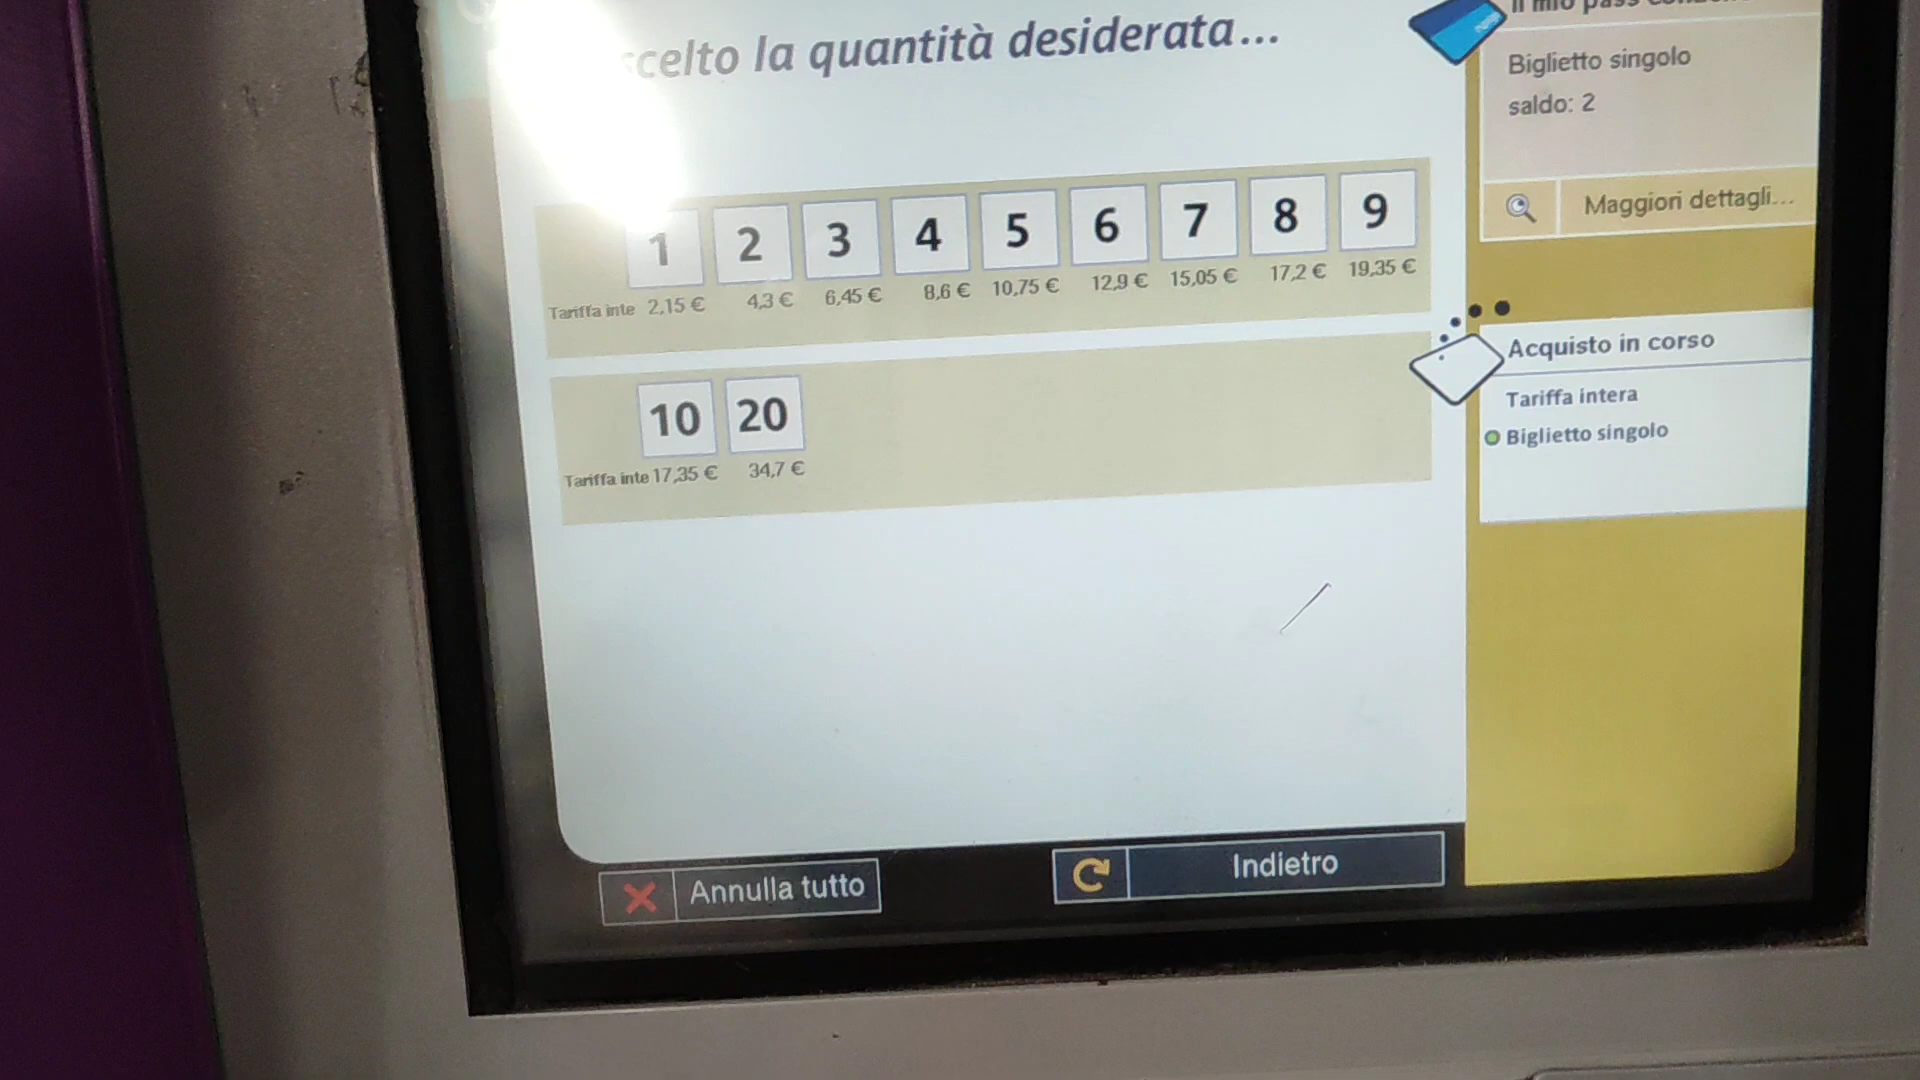 celto la quantità desiderata...
1 2 3 4 5 6 7 8 9
Tariffa inte 2,15 € 4,3 € 6,45 € 8,6 € 10,75 € 12,9 € 15,05 € 17,2 € 19,35 €
10 20
Tariffa inte 17,35 € 34,7 €
Annulla tutto
Indietro
Il mio pass
Biglietto singolo
saldo: 2
Maggiori dettagli...
Acquisto in corso
Tariffa intera
Biglietto singolo